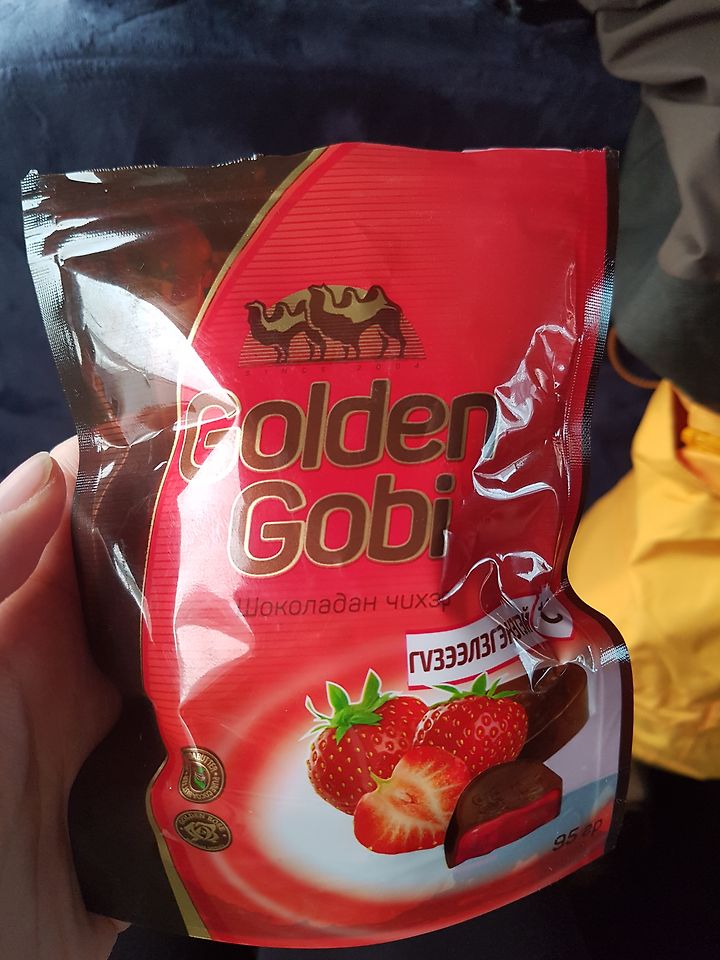 SINCE 2004
Golden
Gobi
Шоколадан чихэр
ГҮЗЭЭЛЗГЭНЭТЭЙ
95 гр